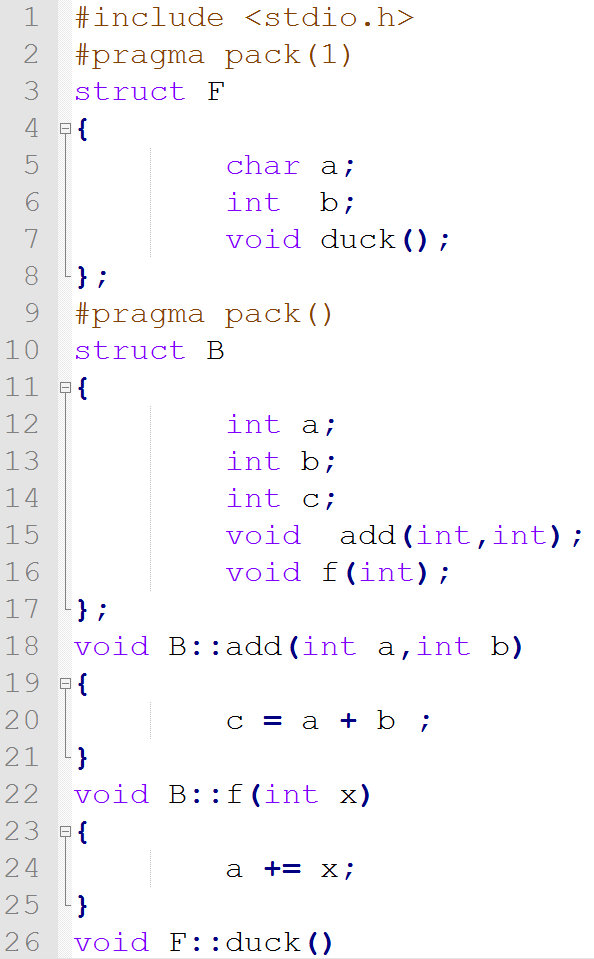 1 #include <stdio.h>
2 #pragma pack(1)
3 struct F
4 {
5 char a;
6 int  b;
7 void duck();
8 };
9 #pragma pack()
10 struct B
11 {
12 int a;
13 int b;
14 int c;
15 void  add(int,int);
16 void f(int);
17 };
18 void B::add(int a,int b)
19 {
20 c = a + b ;
21 }
22 void B::f(int x)
23 {
24 a += x;
25 }
26 void F::duck()